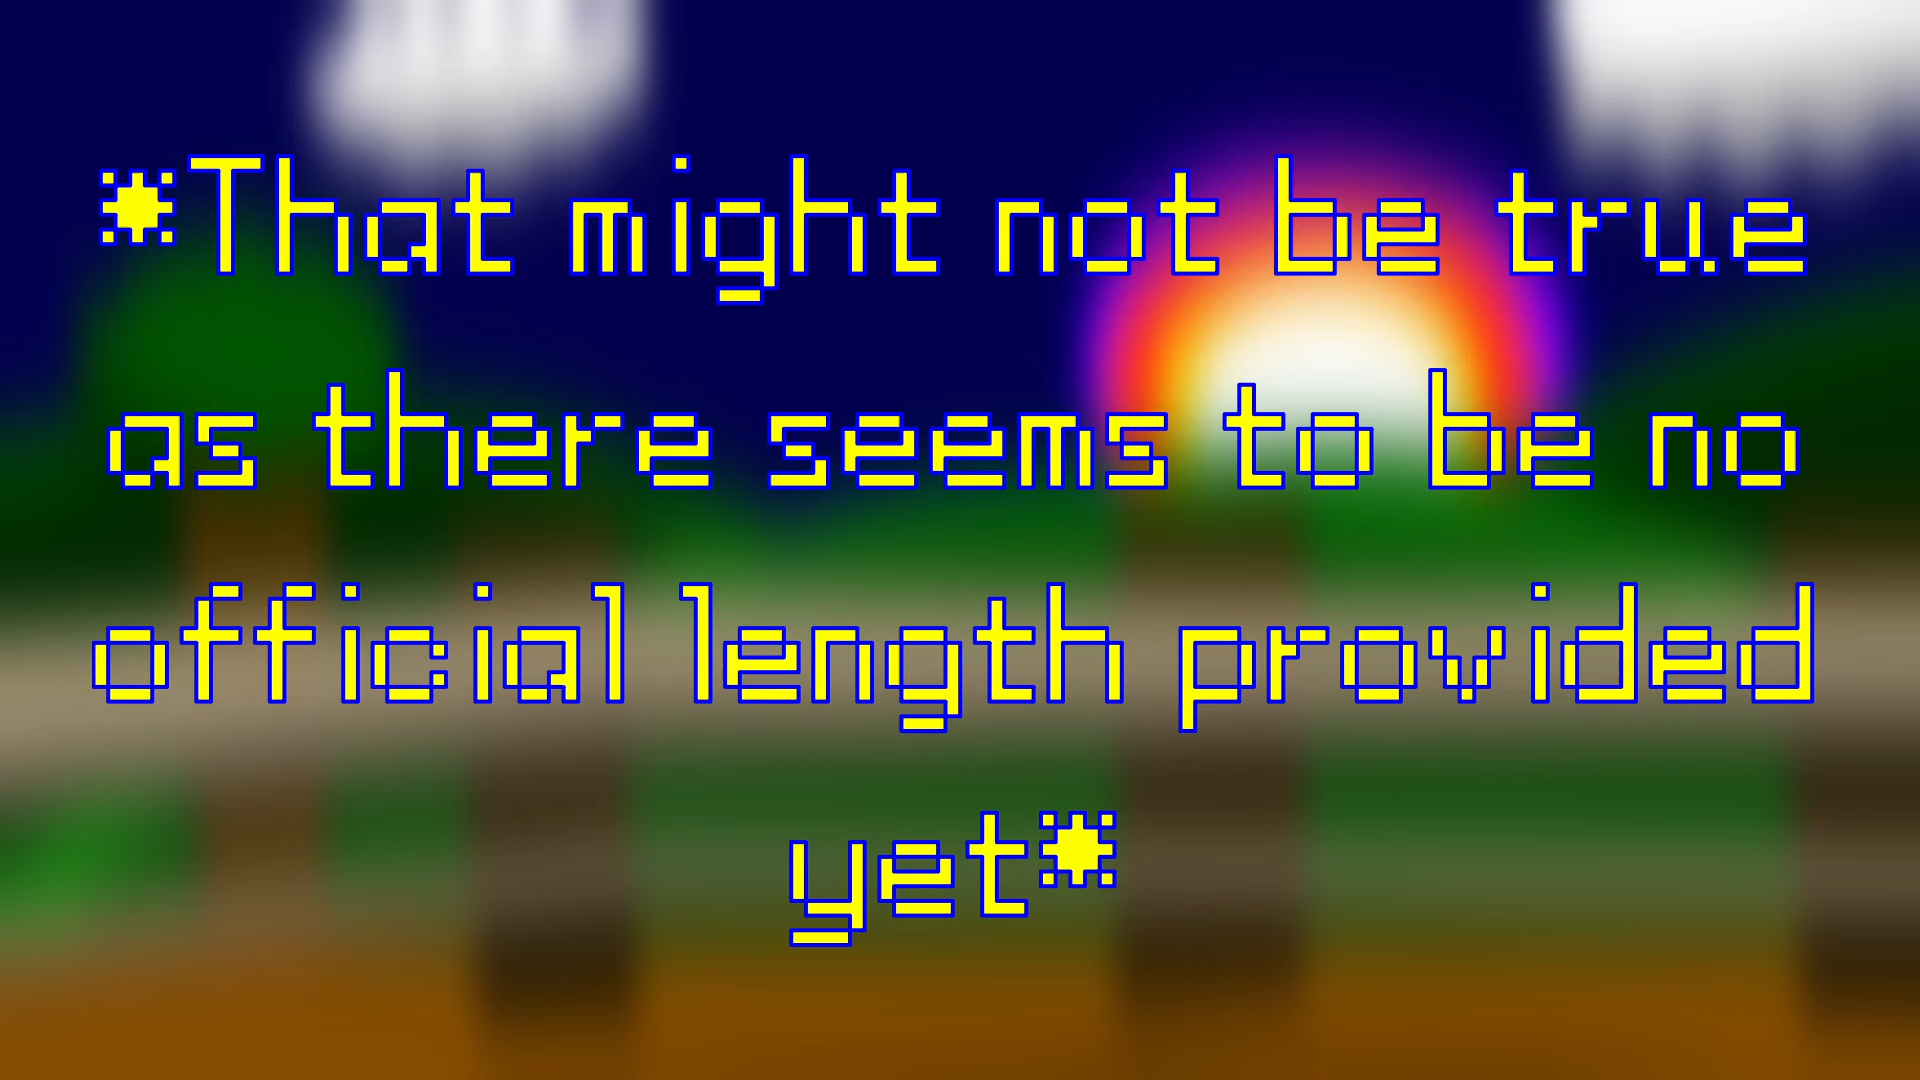 *That might not be true
as there seems to be no
official length provided
yet*